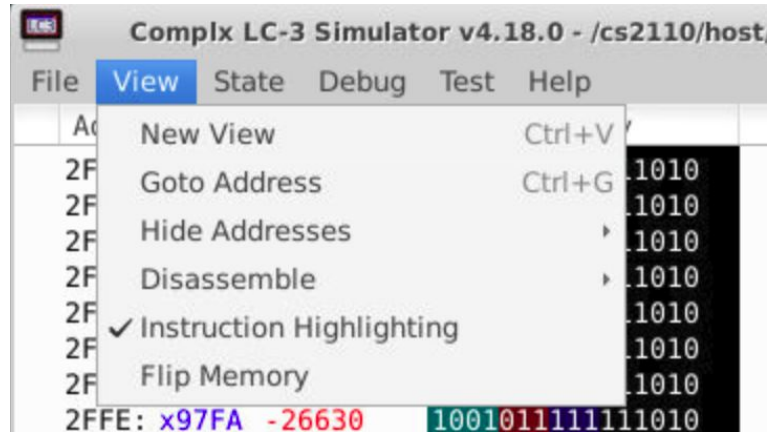 LC3
Complx LC-3 Simulator v4.18.0 - /cs2110/host/
File View State Debug Test Help
New View Ctrl+V
2F 1010
Goto Address Ctrl+G
2F 1010
Hide Addresses
2F 1010
Disassemble
2F 1010
Instruction Highlighting
2F 1010
2F 1010
Flip Memory
2F 1010
2FFE: x97FA -26630 1001011111111010